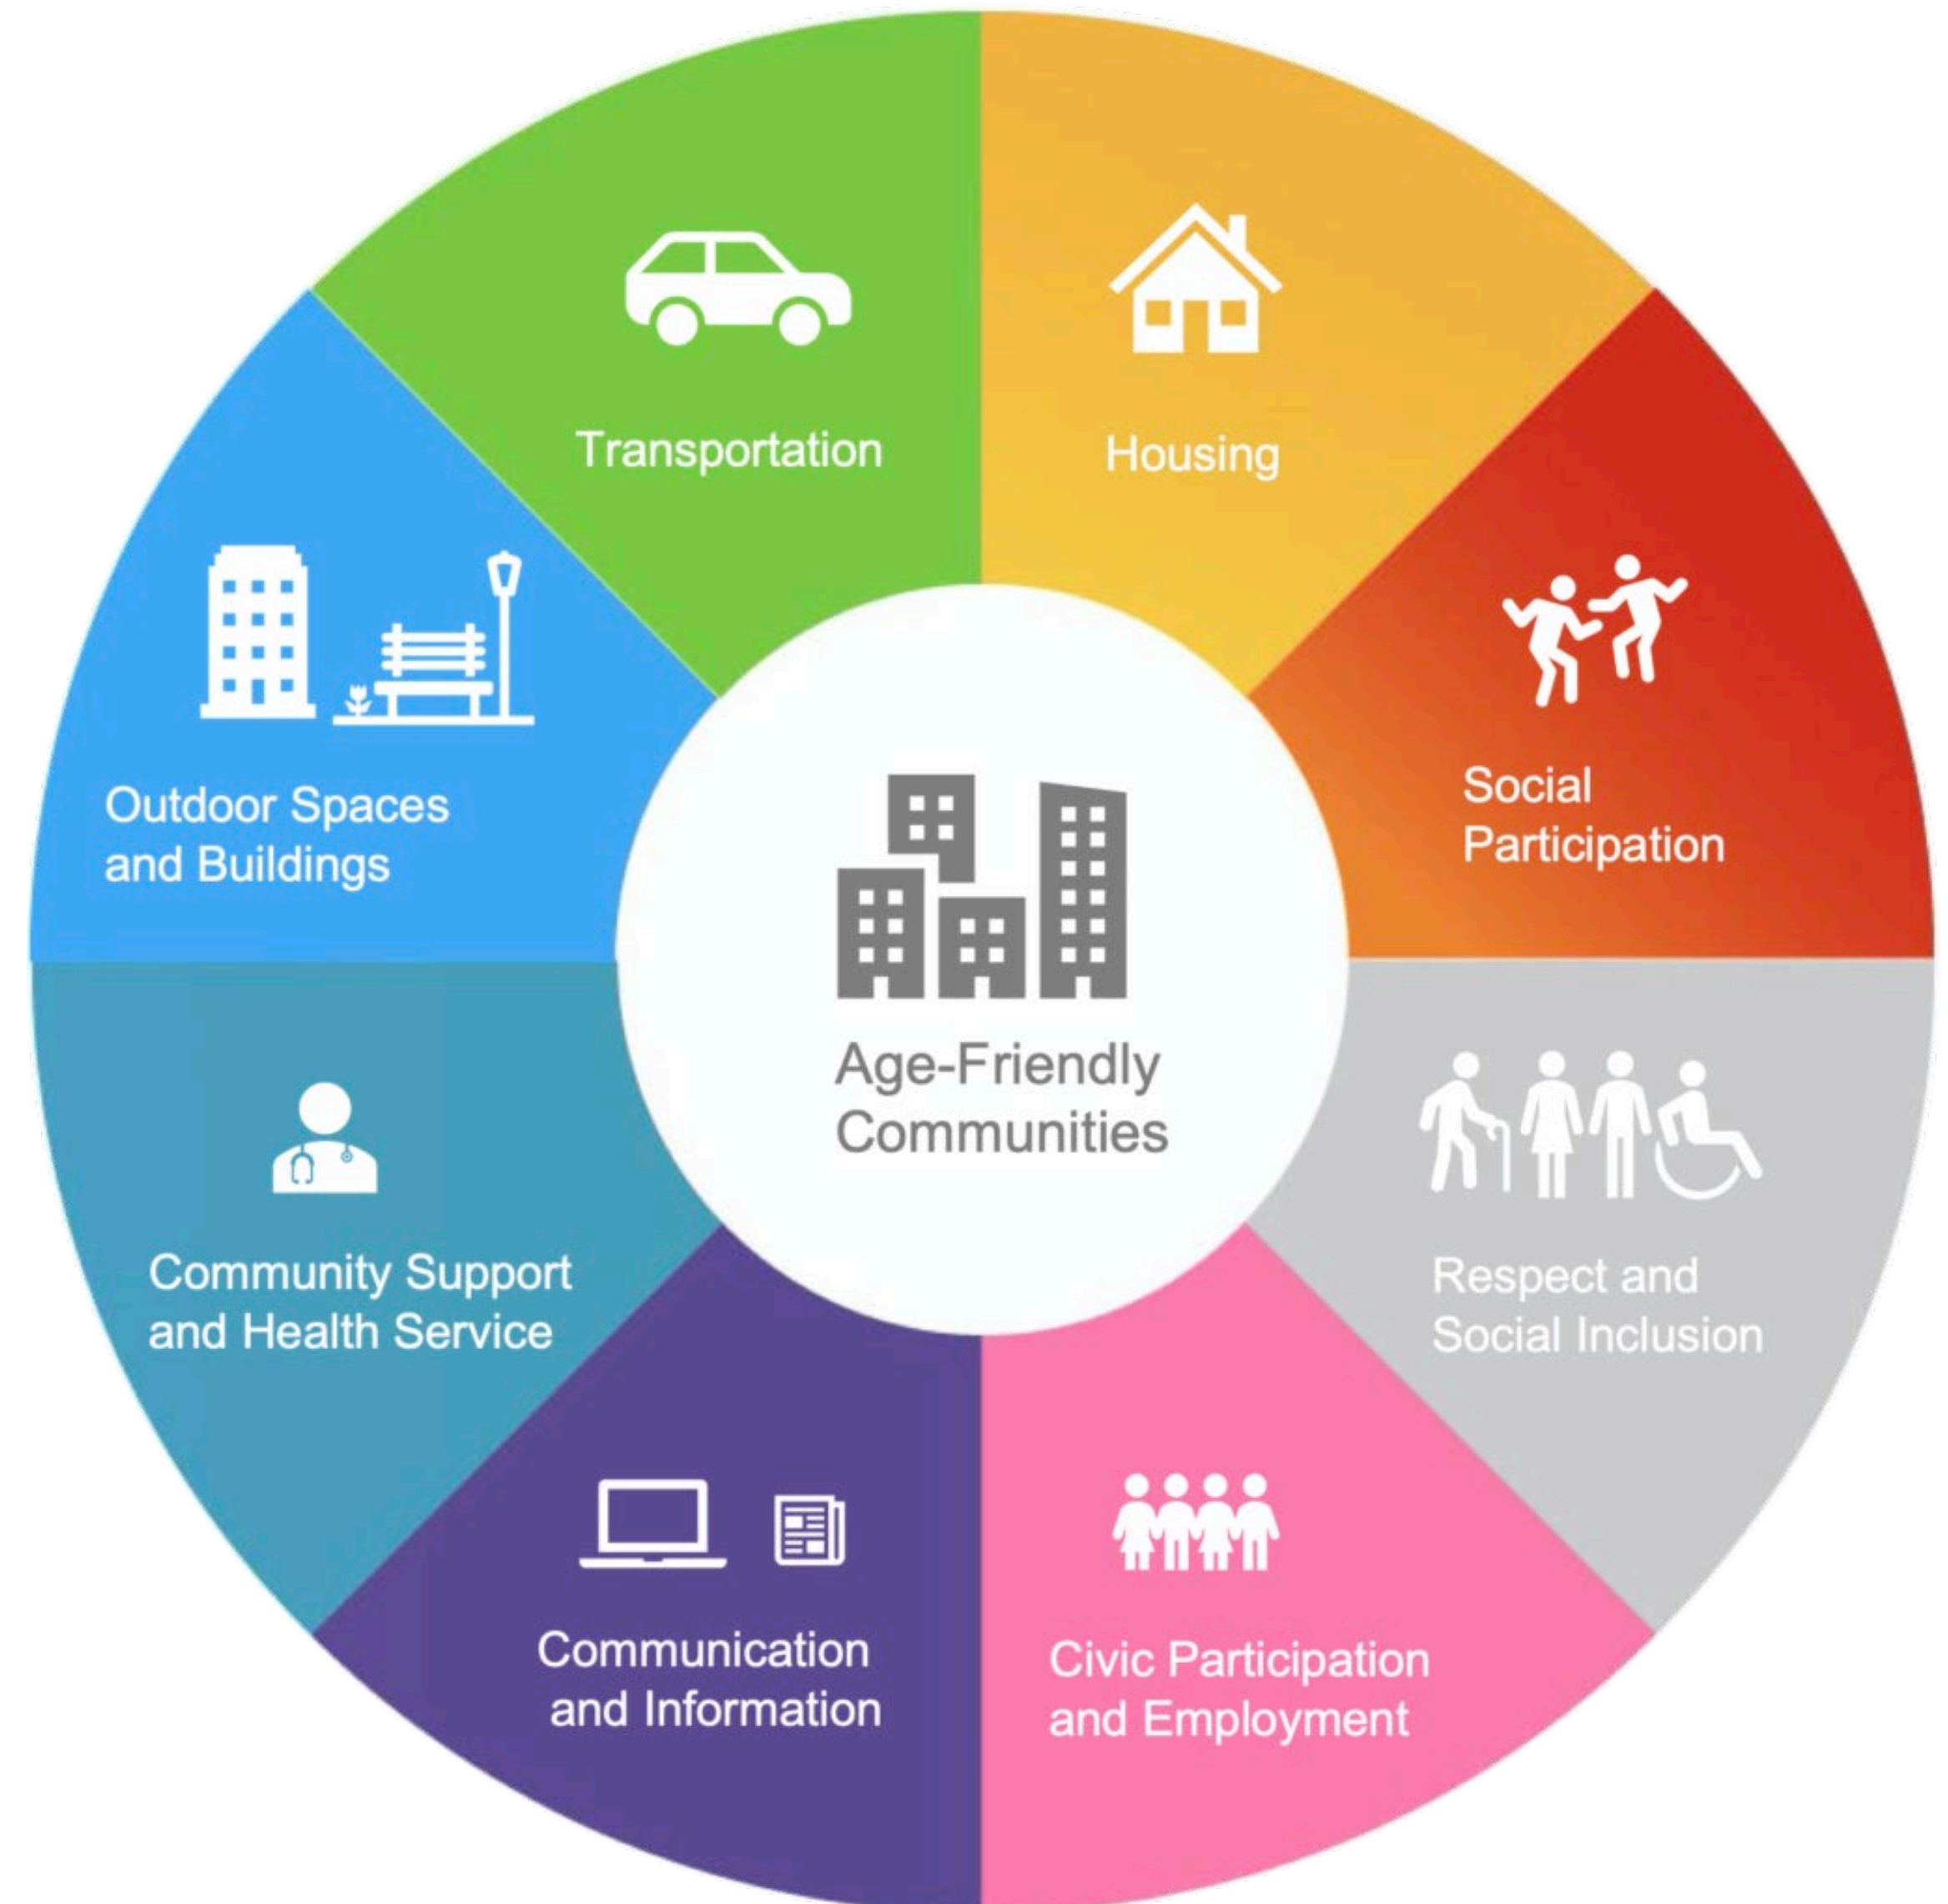 Transportation
Housing
Social
Participation
Respect and
Social Inclusion
Civic Participation
and Employment
Communication
and Information
Community Support
and Health Service
Outdoor Spaces
and Buildings
Age-Friendly
Communities